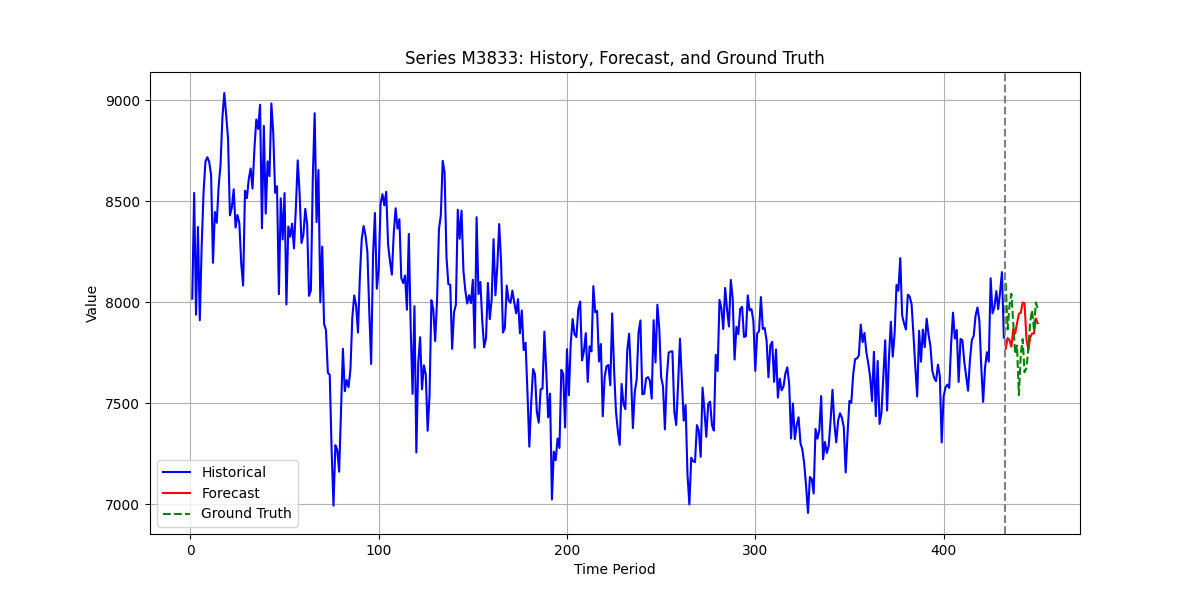 Series M3833: History, Forecast, and Ground Truth
9000
8500
8000
7500
7000
Value
Historical
Forecast
Ground Truth
0
100
200
300
400
Time Period